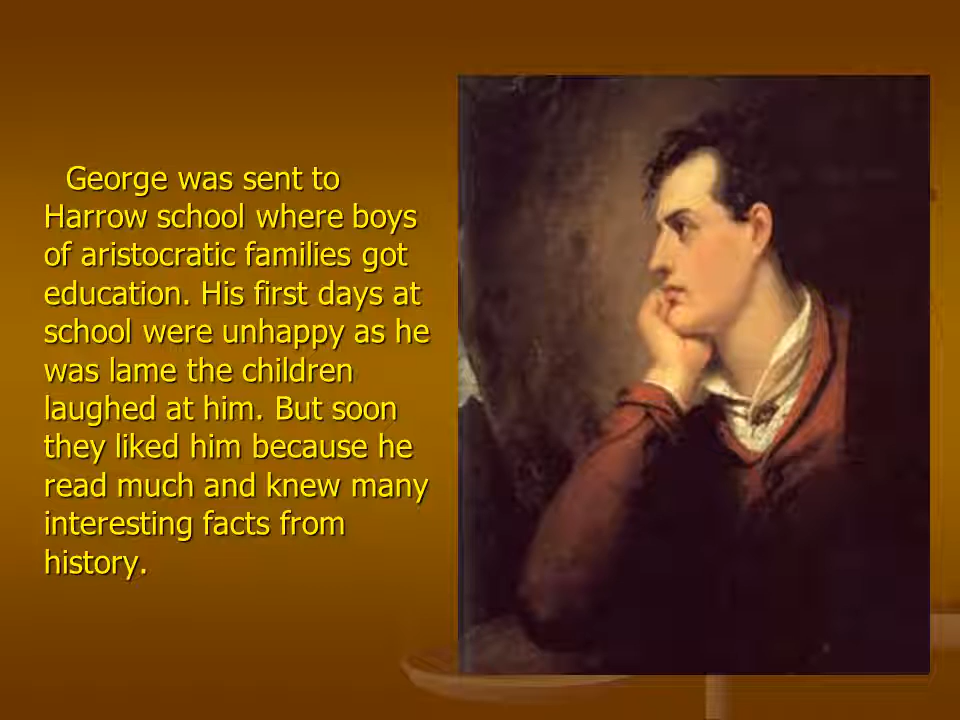 George was sent to
Harrow school where boys
of aristocratic families got
education. His first days at
school were unhappy as he
was lame the children
laughed at him. But soon
they liked him because he
read much and knew many
interesting facts from
history.